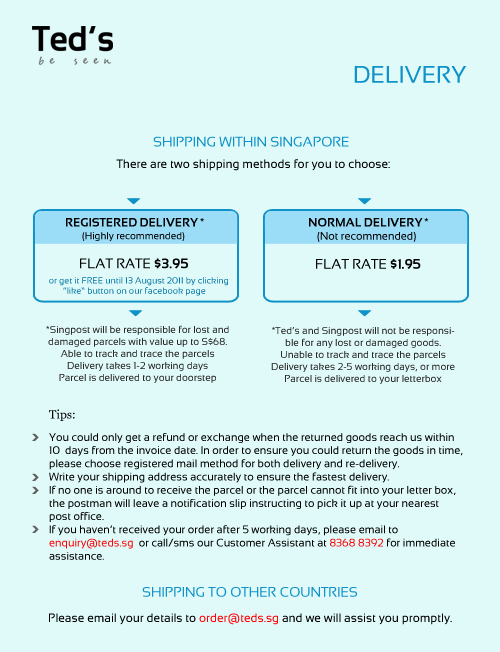 Ted's
be seen
DELIVERY
SHIPPING WITHIN SINGAPORE
There are two shipping methods for you to choose:
REGISTERED DELIVERY *
(Highly recommended)
FLAT RATE $3.95
or get it FREE until 13 August 2011 by clicking
"like" button on our facebook page
*Singpost will be responsible for lost and
damaged parcels with value up to S$68.
Able to track and trace the parcels
Delivery takes 1-2 working days
Parcel is delivered to your doorstep
NORMAL DELIVERY *
(Not recommended)
FLAT RATE $1.95
*Ted's and Singpost will not be responsi-
ble for any lost or damaged goods.
Unable to track and trace the parcels
Delivery takes 2-5 working days, or more
Parcel is delivered to your letterbox
Tips:
You could only get a refund or exchange when the returned goods reach us within
10 days from the invoice date. In order to ensure you could return the goods in time,
please choose registered mail method for both delivery and re-delivery.
Write your shipping address accurately to ensure the fastest delivery.
If no one is around to receive the parcel or the parcel cannot fit into your letter box,
the postman will leave a notification slip instructing to pick it up at your nearest
post office.
If you haven't received your order after 5 working days, please email to
enquiry@teds.sg or call/sms our Customer Assistant at 8368 8392 for immediate
assistance.
SHIPPING TO OTHER COUNTRIES
Please email your details to order@teds.sg and we will assist you promptly.